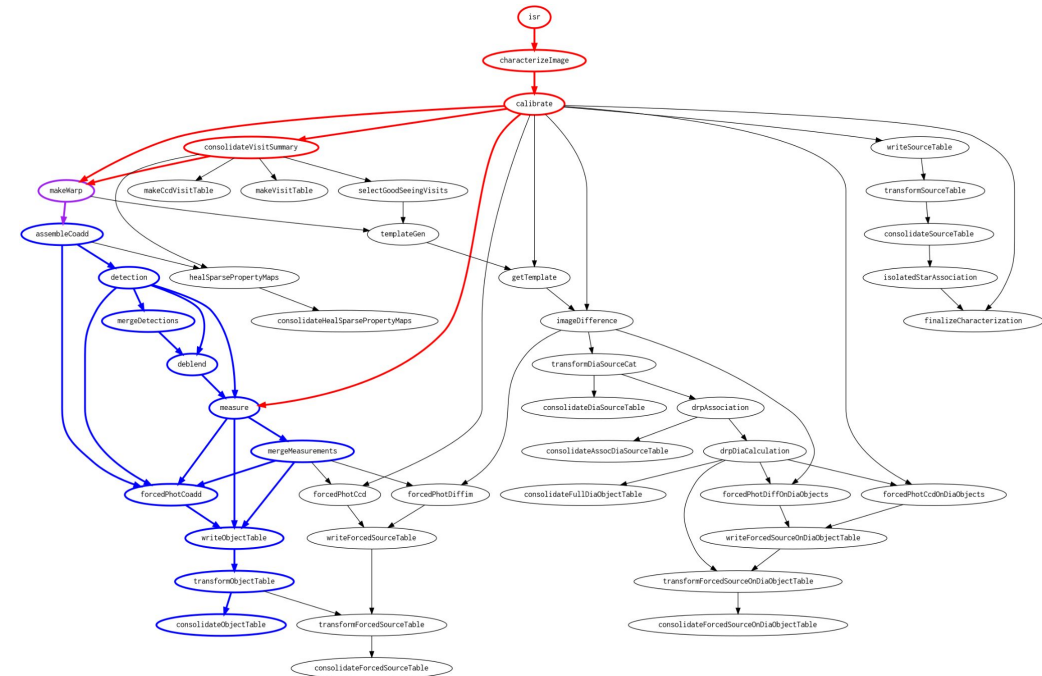 isr
characterizeImage
calibrate
consolidateVisitSummary
writeSourceTable
makeWarp
makeCcdVisitTable
makeVisitTable
selectGoodSeeingVisits
transformSourceTable
assembleCoadd
templateGen
consolidateSourceTable
detection
healSparsePropertyMaps
getTemplate
isolatedStarAssociation
mergeDetections
consolidateHealSparsePropertyMaps
imageDifference
finalizeCharacterization
deblend
transformDiaSourceCat
measure
consolidateDiaSourceTable
drpAssociation
mergeMeasurements
consolidateAssocDiaSourceTable
drpDiaCalculation
forcedPhotCoadd
forcedPhotCcd
forcedPhotDiffim
consolidateFullDiaObjectTable
forcedPhotDiffOnDiaObjects
forcedPhotCcdOnDiaObjects
writeObjectTable
writeForcedSourceTable
writeForcedSourceOnDiaObjectTable
transformObjectTable
transformForcedSourceOnDiaObjectTable
consolidateObjectTable
transformForcedSourceTable
consolidateForcedSourceOnDiaObjectTable
consolidateForcedSourceTable